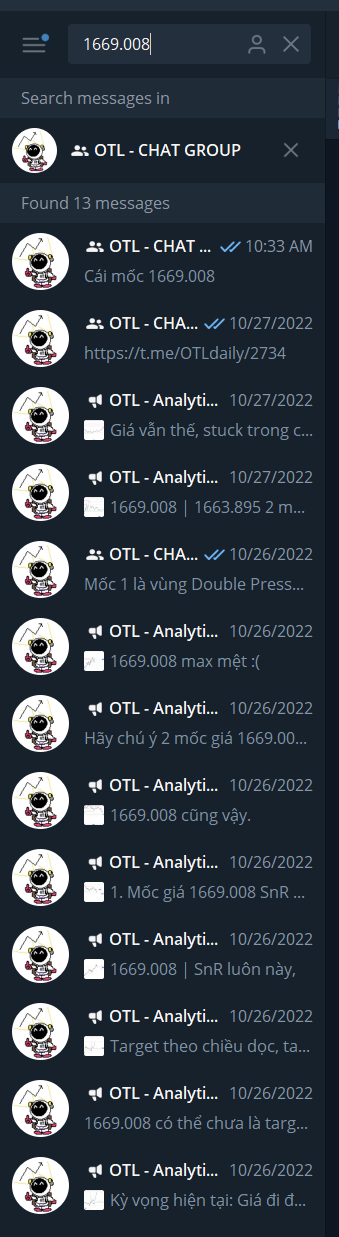 1669.008
Search messages in
OTL - CHAT GROUP
Found 13 messages
OTL - CHAT ... 10:33 AM
Cái mốc 1669.008
OTL - CHA... 10/27/2022
https://t.me/OTLdaily/2734
OTL - Analyti... 10/27/2022
Giá vẫn thế, stuck trong c...
OTL - Analyti... 10/27/2022
1669.008 | 1663.895 2 m...
OTL - CHA... 10/26/2022
Mốc 1 là vùng Double Press...
OTL - Analyti... 10/26/2022
1669.008 max mệt :(
OTL - Analyti... 10/26/2022
Hãy chú ý 2 mốc giá 1669.00...
OTL - Analyti... 10/26/2022
1669.008 cũng vậy.
OTL - Analyti... 10/26/2022
1. Mốc giá 1669.008 SnR ...
OTL - Analyti... 10/26/2022
1669.008 | SnR luôn này,
OTL - Analyti... 10/26/2022
Target theo chiều dọc, ta...
OTL - Analyti... 10/26/2022
1669.008 có thể chưa là targ...
OTL - Analyti... 10/26/2022
Kỳ vọng hiện tại: Giá đi đ...